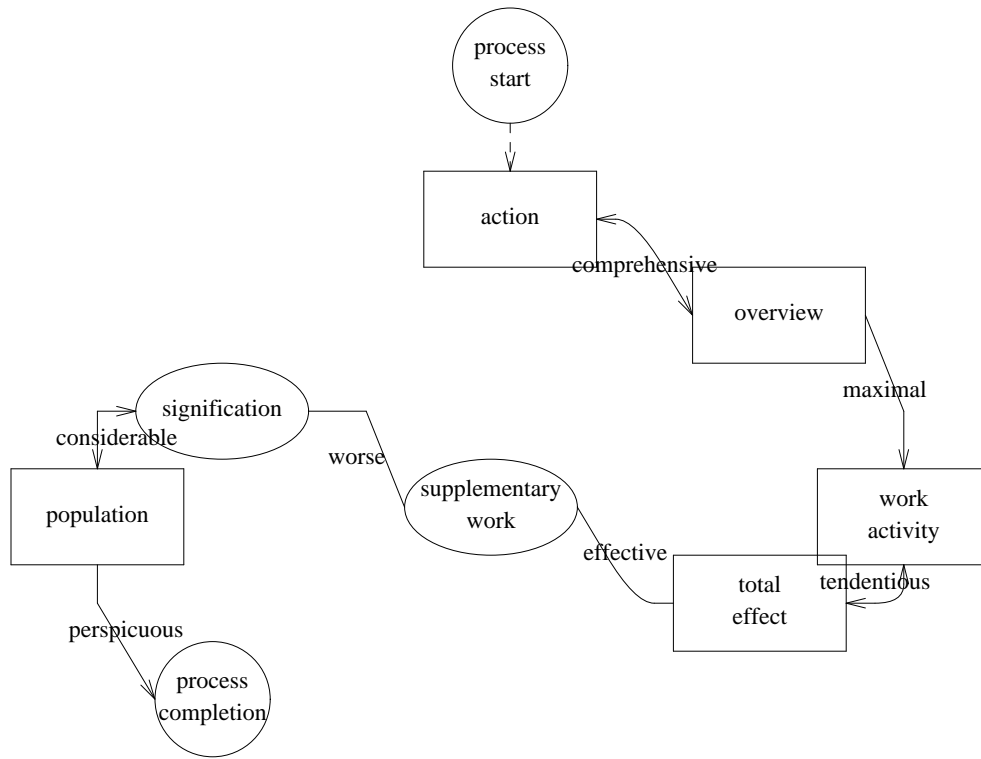 process
start
action
comprehensive
overview
maximal
signification
considerable
worse
supplementary
work
population
work
activity
effective
tendentious
total
effect
perspicuous
process
completion